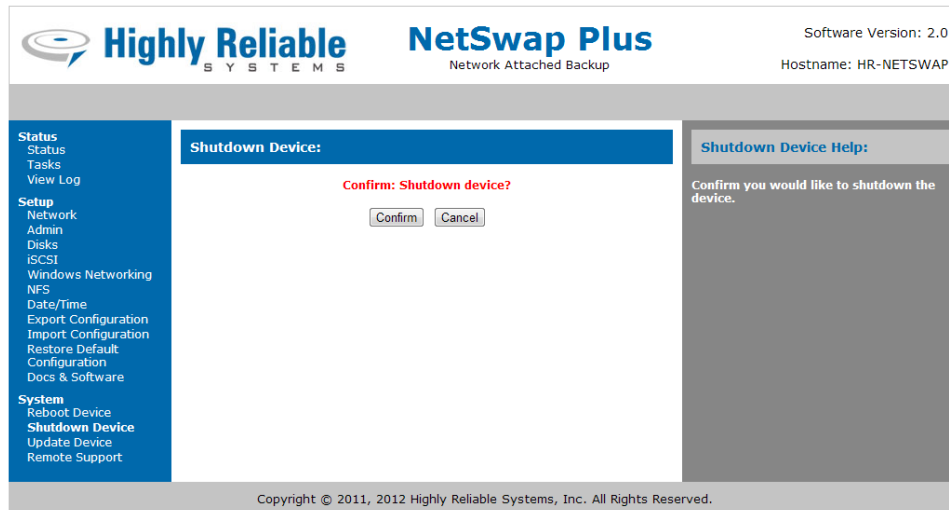 Highly Reliable
SYSTEMS
NetSwap Plus
Network Attached Backup
Software Version: 2.0
Hostname: HR-NETSWAP
Status
Status
Tasks
View Log
Setup
Network
Admin
Disks
iSCSI
Windows Networking
NFS
Date/Time
Export Configuration
Import Configuration
Restore Default
Configuration
Docs & Software
System
Reboot Device
Shutdown Device
Update Device
Remote Support
Shutdown Device:
Confirm: Shutdown device?
Confirm Cancel
Shutdown Device Help:
Confirm you would like to shutdown the
device.
Copyright © 2011, 2012 Highly Reliable Systems, Inc. All Rights Reserved.